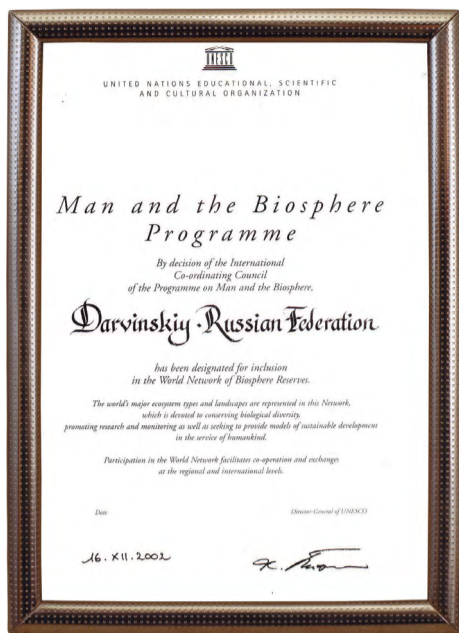 UNESCO
UNITED NATIONS EDUCATIONAL, SCIENTIFIC
AND CULTURAL ORGANIZATION
Man and the Biosphere
Programme
By decision of the International
Co-ordinating Council
of the Programme on Man and the Biosphere,
Darvinskiy · Russian Federation
has been designated for inclusion
in the World Network of Biosphere Reserves.
The world's major ecosystem types and landscapes are represented in this Network,
which is devoted to conserving biological diversity,
promoting research and monitoring as well as seeking to provide models of sustainable development
in the service of humankind.
Participation in the World Network facilitates co-operation and exchanges
at the regional and international levels.
Date
Director-General of UNESCO
16. XII. 2002